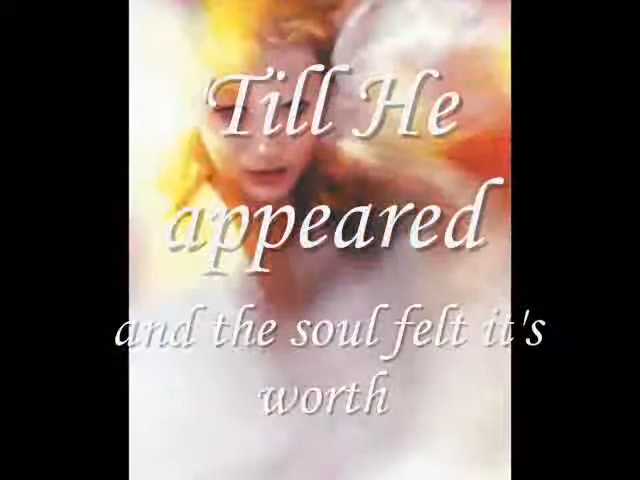 'Till He
appeared
and the soul felt it's
worth